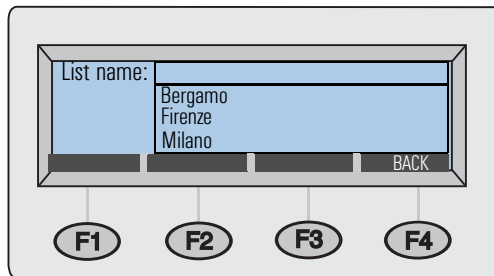 List name:
Bergamo
Firenze
Milano
BACK
F1 F2 F3 F4